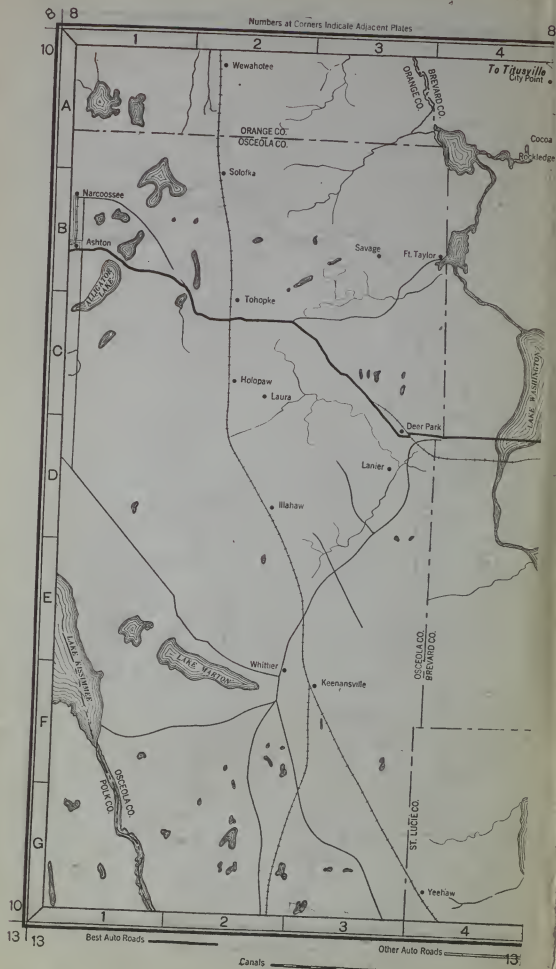 Numbers at Corners Indicate Adjacent Plates
8
8
8
10
1
2
3
4
A
B
C
D
E
F
G
Wewahotee
ORANGE CO.
BREVARD CO.
To Titusville
City Point
ORANGE CO.
OSCEOLA CO.
Cocoa
Rockledge
Solofka
Narcoossee
Ashton
Savage
Ft. Taylor
ALLIGATOR LAKE
Tohopke
LAKE WASHINGTON
Holopaw
Laura
Deer Park
Lanier
Illahaw
LAKE KISSIMMEE
LAKE MARTON
Whither
Keenansville
OSCEOLA CO.
BREVARD CO.
OSCEOLA CO.
POLK CO.
ST. LUCIE CO.
Yeehaw
10
1
2
3
4
13
13
13
Best Auto Roads
Other Auto Roads
Canals